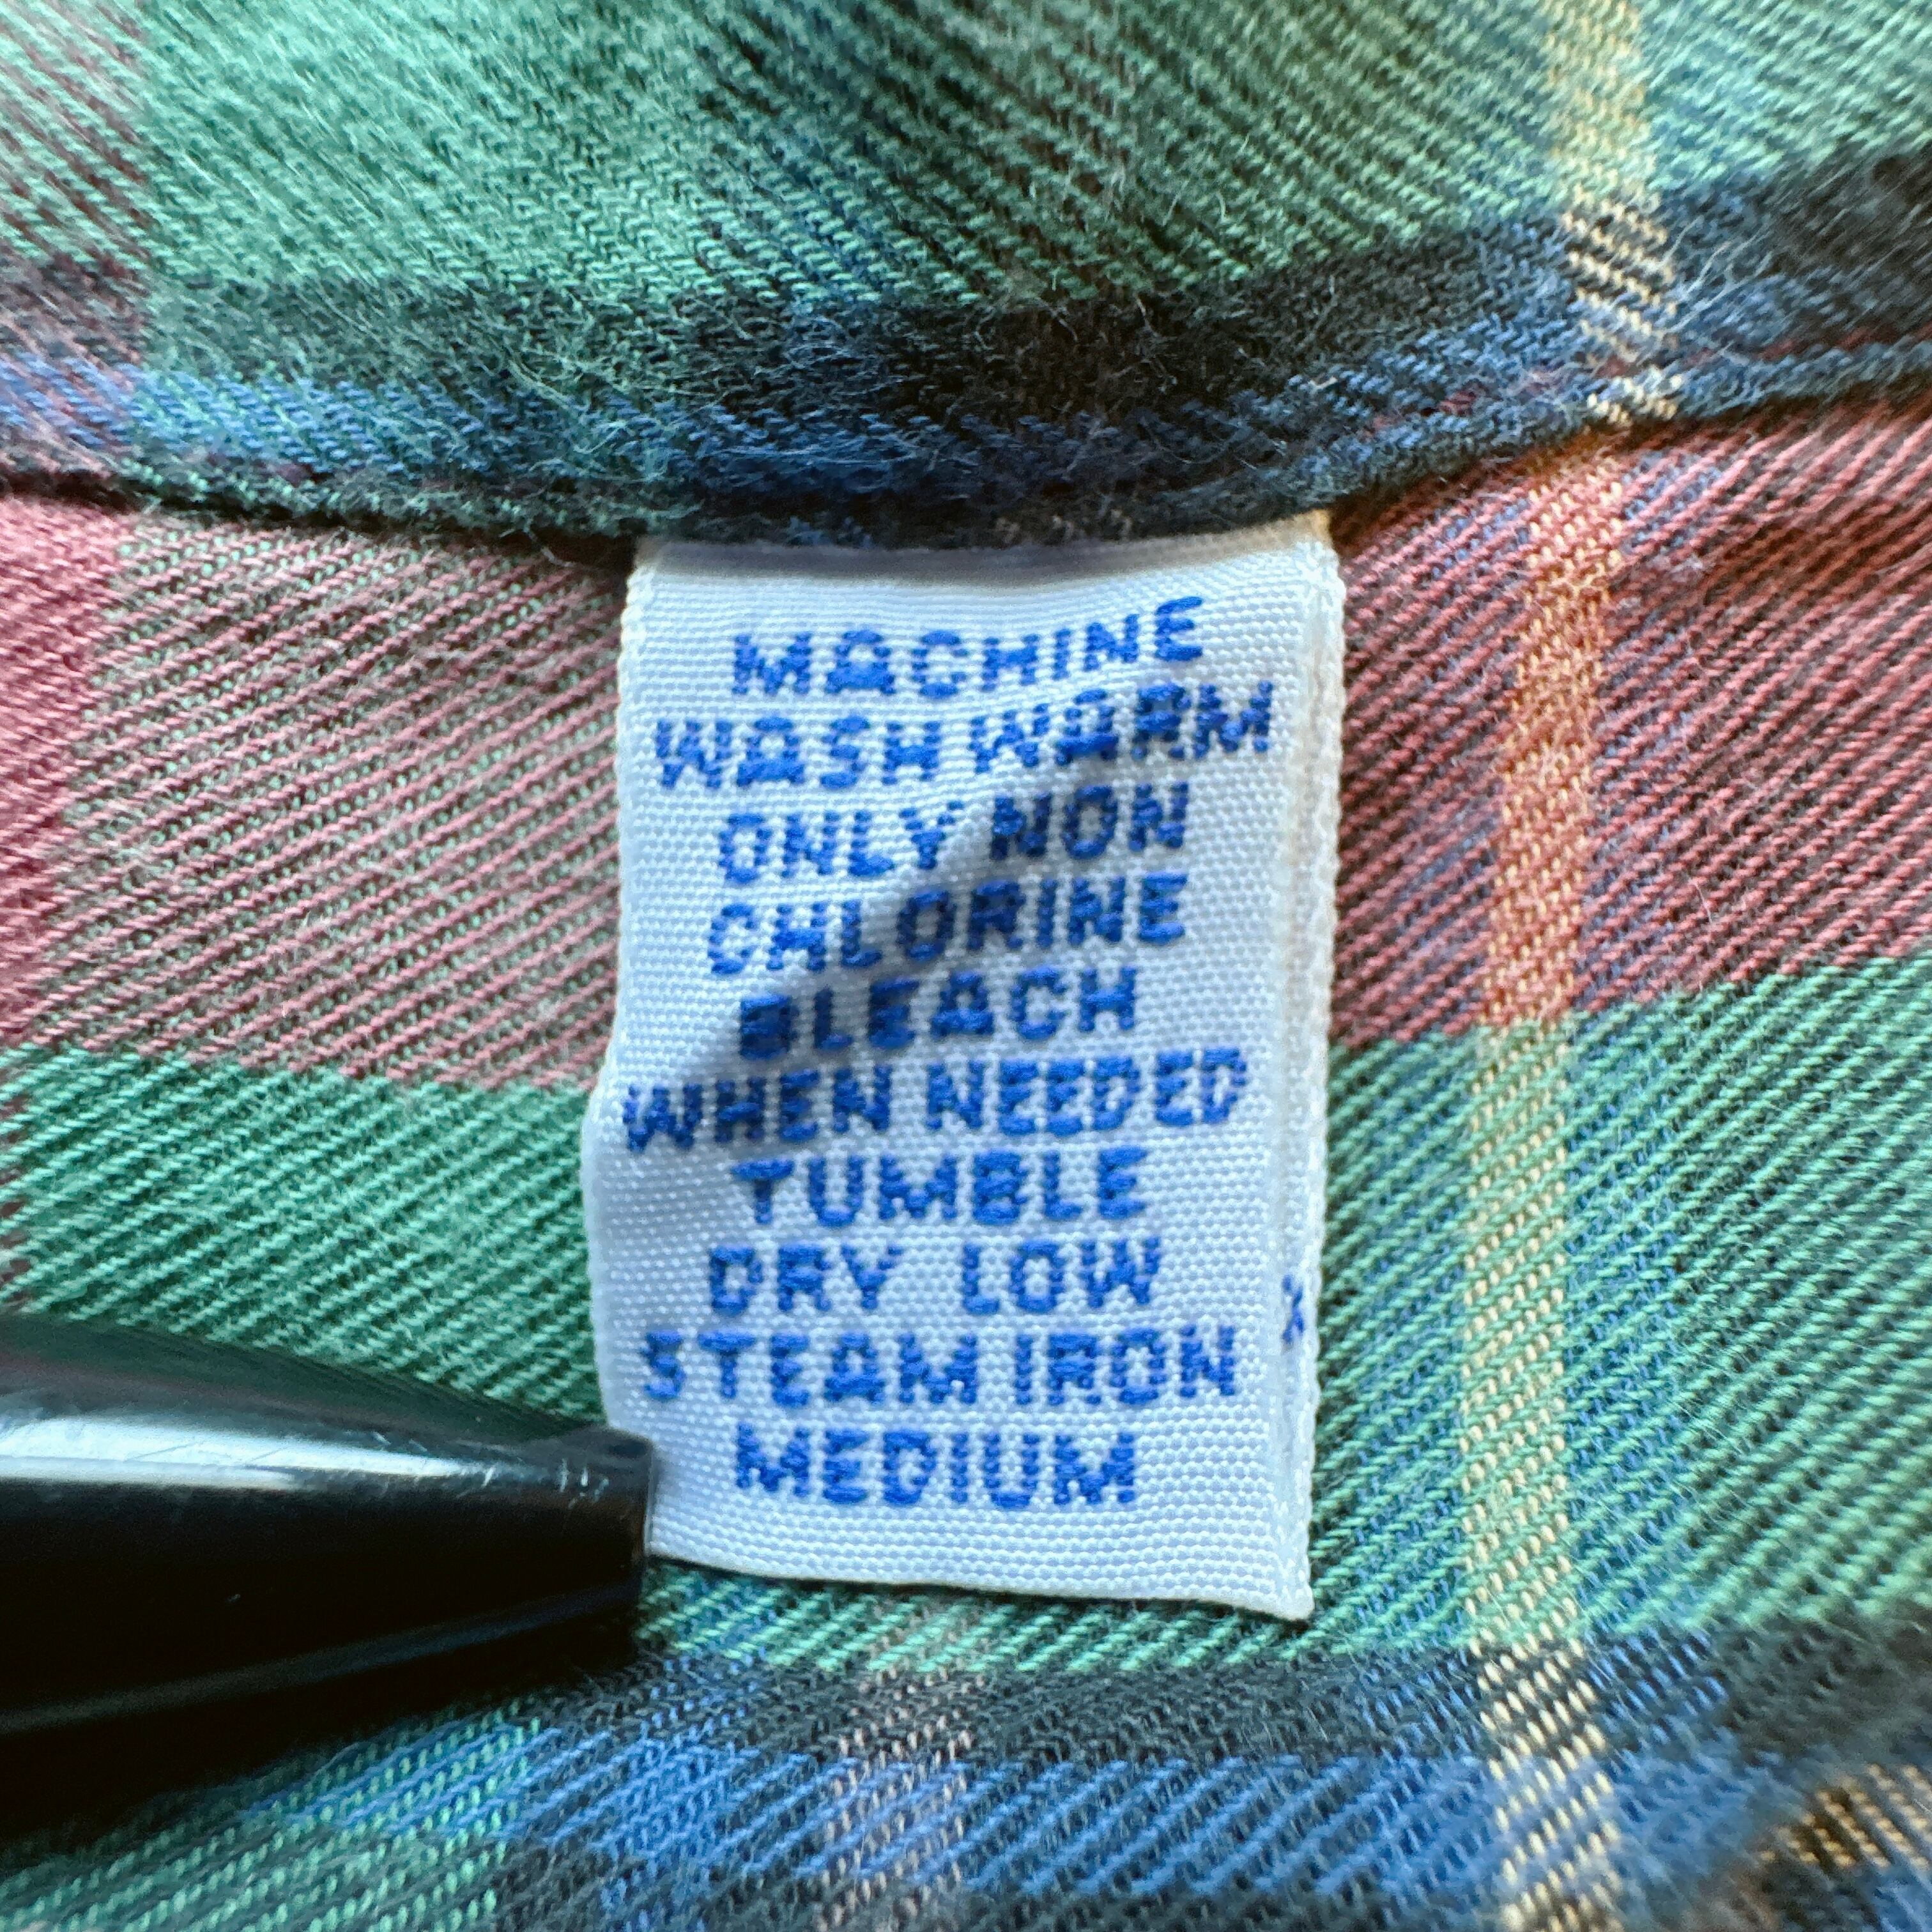 MACHINE
WASH WARM
ONLY NON
CHLORINE
BLEACH
WHEN NEEDED
TUMBLE
DRY LOW
STEAM IRON
MEDIUM